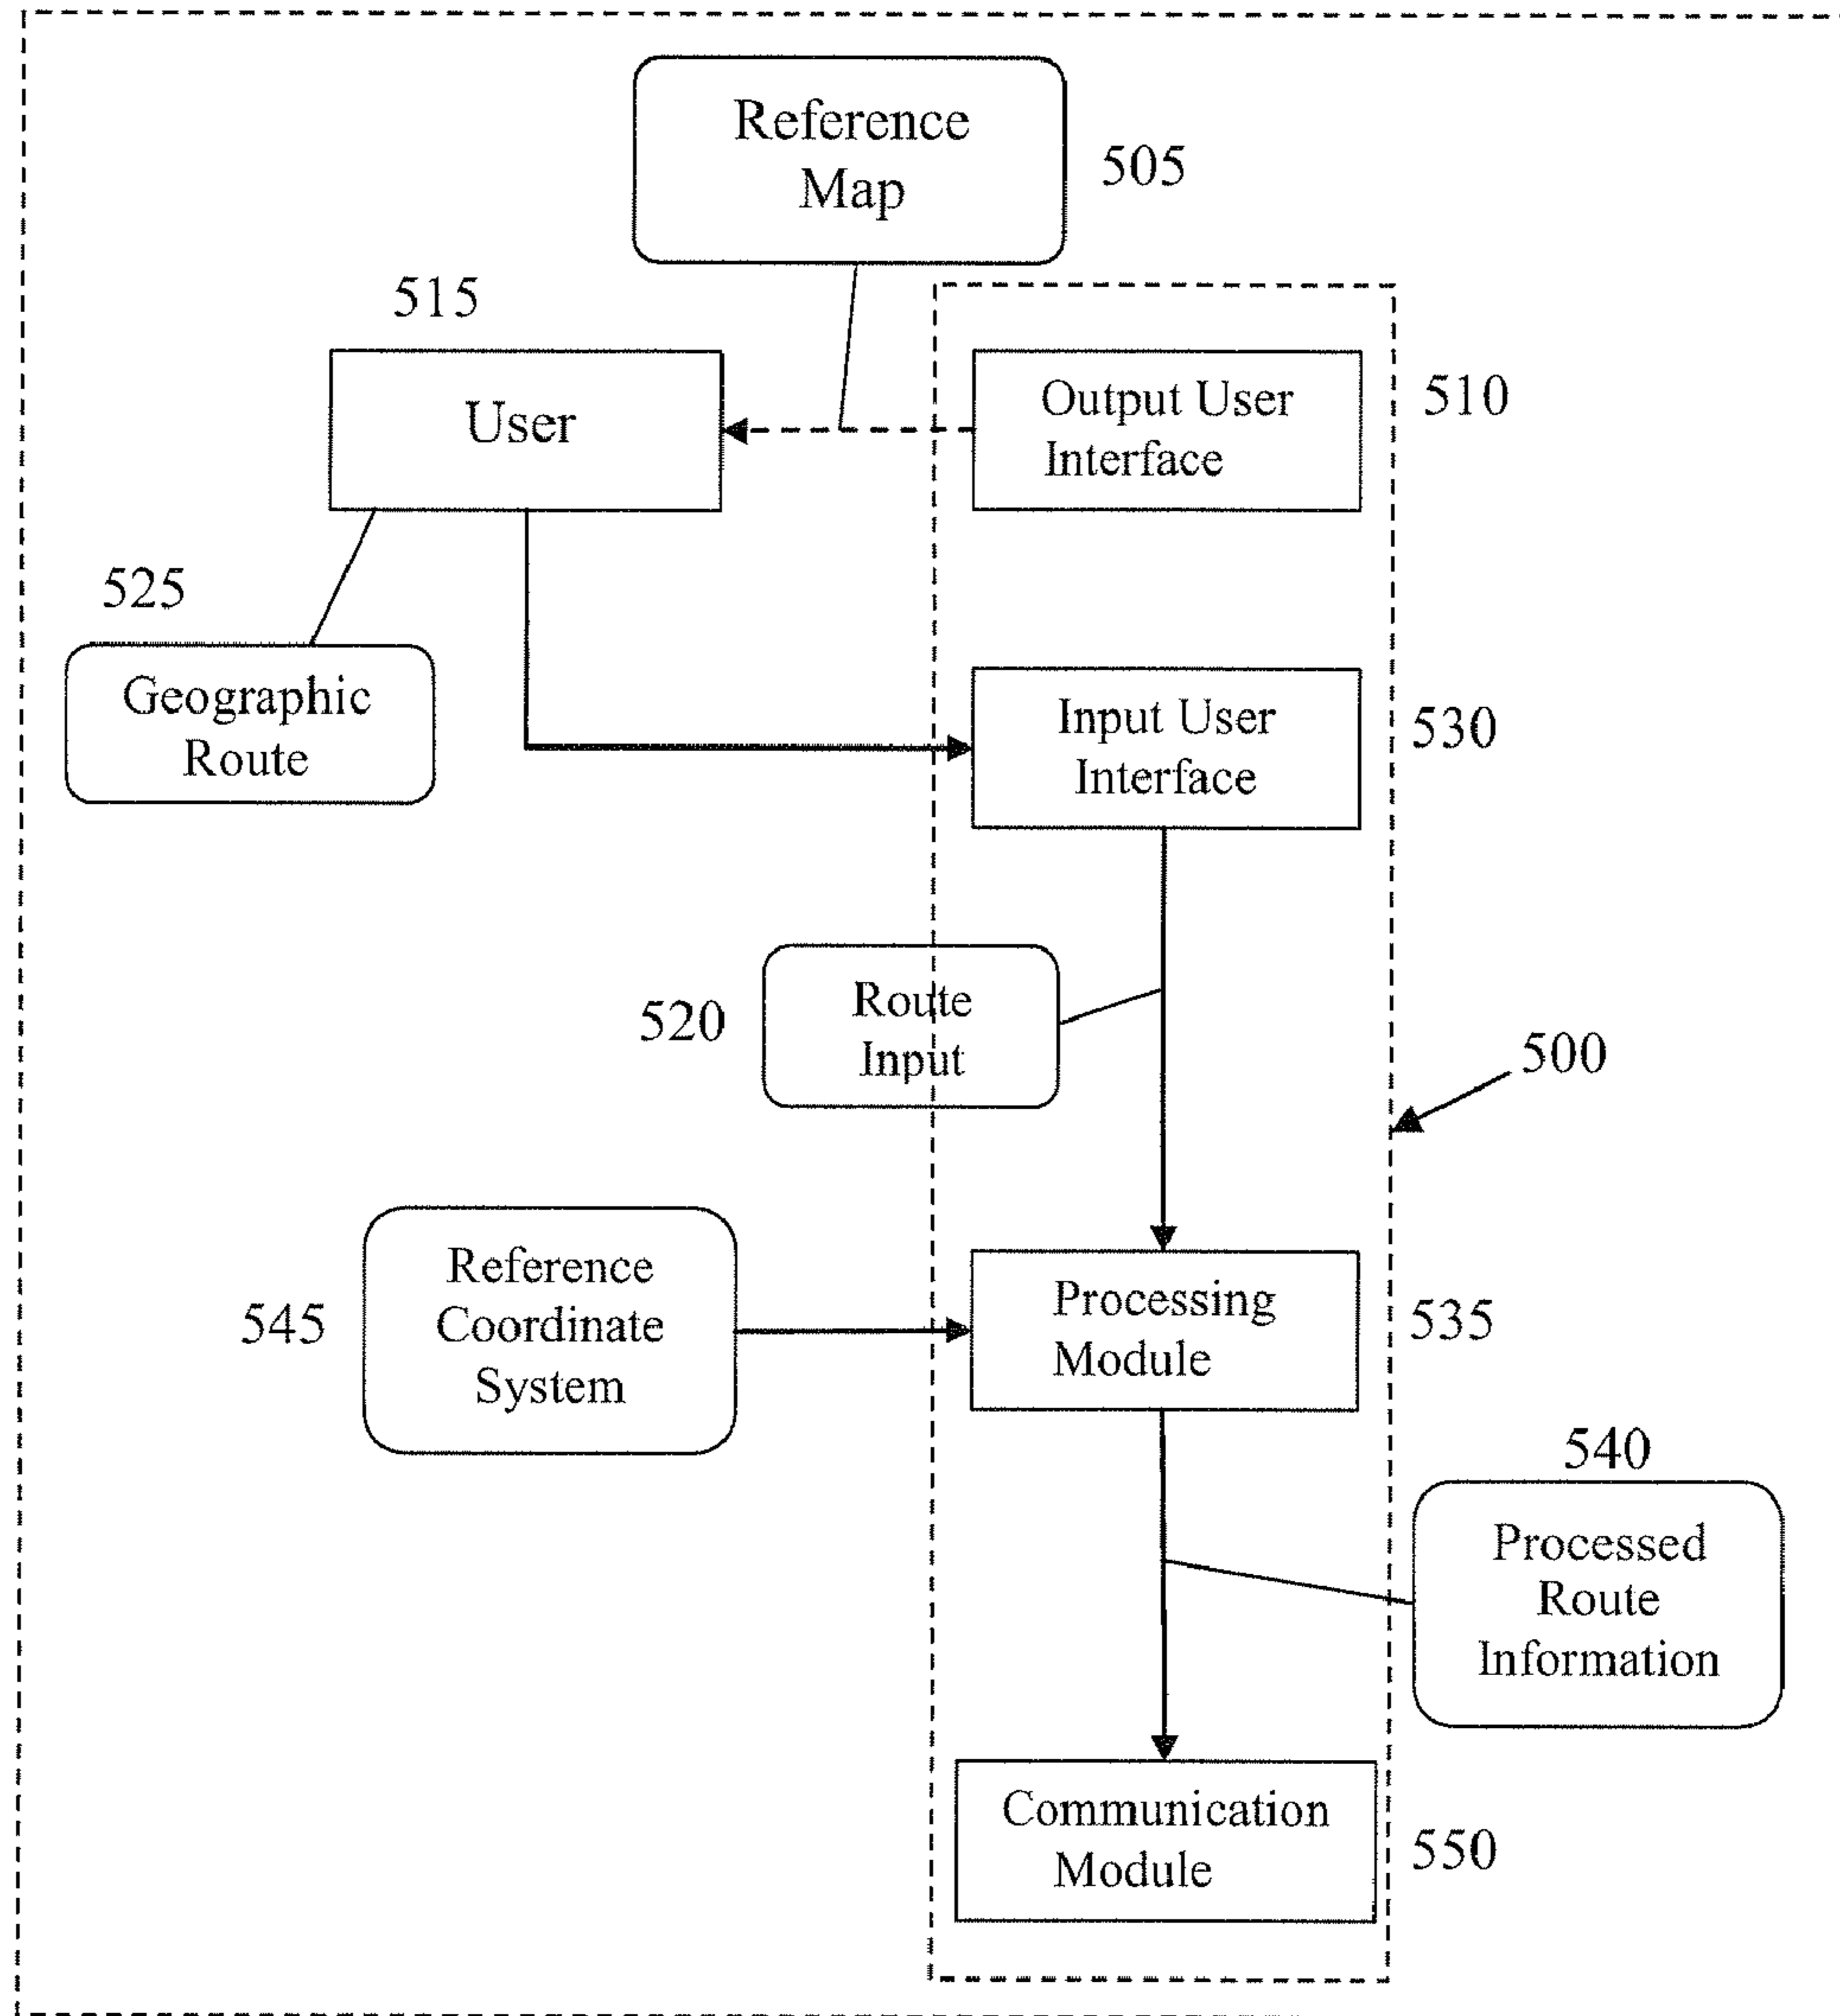 Reference
Map
505
515
User
Output User
Interface
510
525
Geographic
Route
Input User
Interface
530
520
Route
Input
500
545
Reference
Coordinate
System
Processing
Module
535
540
Processed
Route
Information
Communication
Module
550